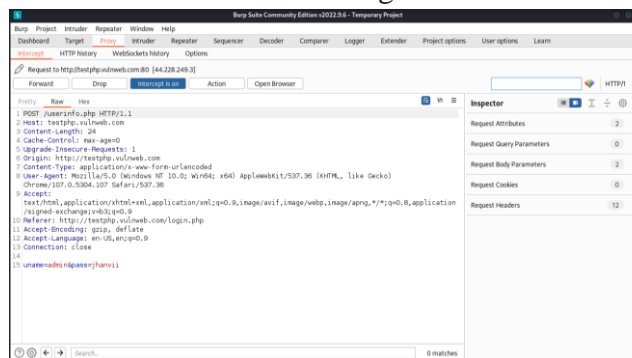 Burp Suite Community Edition v2022.9.6 - Temporary Project
Burp Project Intruder Repeater Window Help
Dashboard Target Proxy Intruder Repeater Sequencer Decoder Comparer Logger Extender Project options User options Learn
Intercept HTTP history WebSockets history Options
Request to http://testphp.vulnweb.com:80 [44.228.249.3]
Forward Drop Intercept is on Action Open Browser HTTP/1
Pretty Raw Hex \n Inspector
1 POST /userinfo.php HTTP/1.1
2 Host: testphp.vulnweb.com
3 Content-Length: 24
4 Cache-Control: max-age=0
5 Upgrade-Insecure-Requests: 1
6 Origin: http://testphp.vulnweb.com
7 Content-Type: application/x-www-form-urlencoded
8 User-Agent: Mozilla/5.0 (Windows NT 10.0; Win64; x64) AppleWebKit/537.36 (KHTML, like Gecko)
Chrome/107.0.5304.107 Safari/537.36
9 Accept:
text/html,application/xhtml+xml,application/xml;q=0.9,image/avif,image/webp,image/apng,*/*;q=0.8,application
/signed-exchange;v=b3;q=0.9
10 Referer: http://testphp.vulnweb.com/login.php
11 Accept-Encoding: gzip, deflate
12 Accept-Language: en-US,en;q=0.9
13 Connection: close
14
15 uname=admin&pass=jhanvii
Request Attributes 2
Request Query Parameters 0
Request Body Parameters 2
Request Cookies 0
Request Headers 12
Search... 0 matches